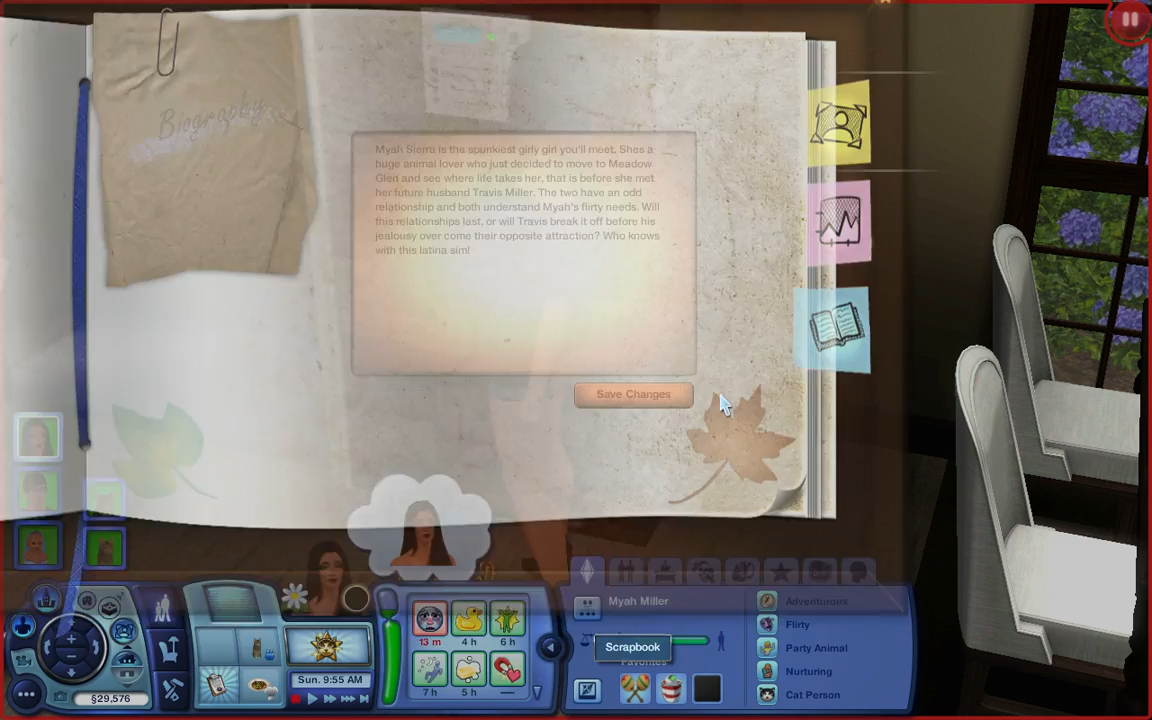 Biography
Myah Sierra is the spunkiest girly girl you'll meet. Shes a
huge animal lover who just decided to move to Meadow
Glen and see where life takes her, that is before she met
her future husband Travis Miller. The two have an odd
relationship and both understand Myah's flirty needs. Will
this relationships last, or will Travis break it off before his
jealousy over come their opposite attraction? Who knows
with this latina sim!
Save Changes
Myah Miller
Scrapbook
Favorites
Adventurous
Flirty
Party Animal
Nurturing
Cat Person
13 m
4 h
6 h
7 h
5 h
Sun. 9:55 AM
§29,576